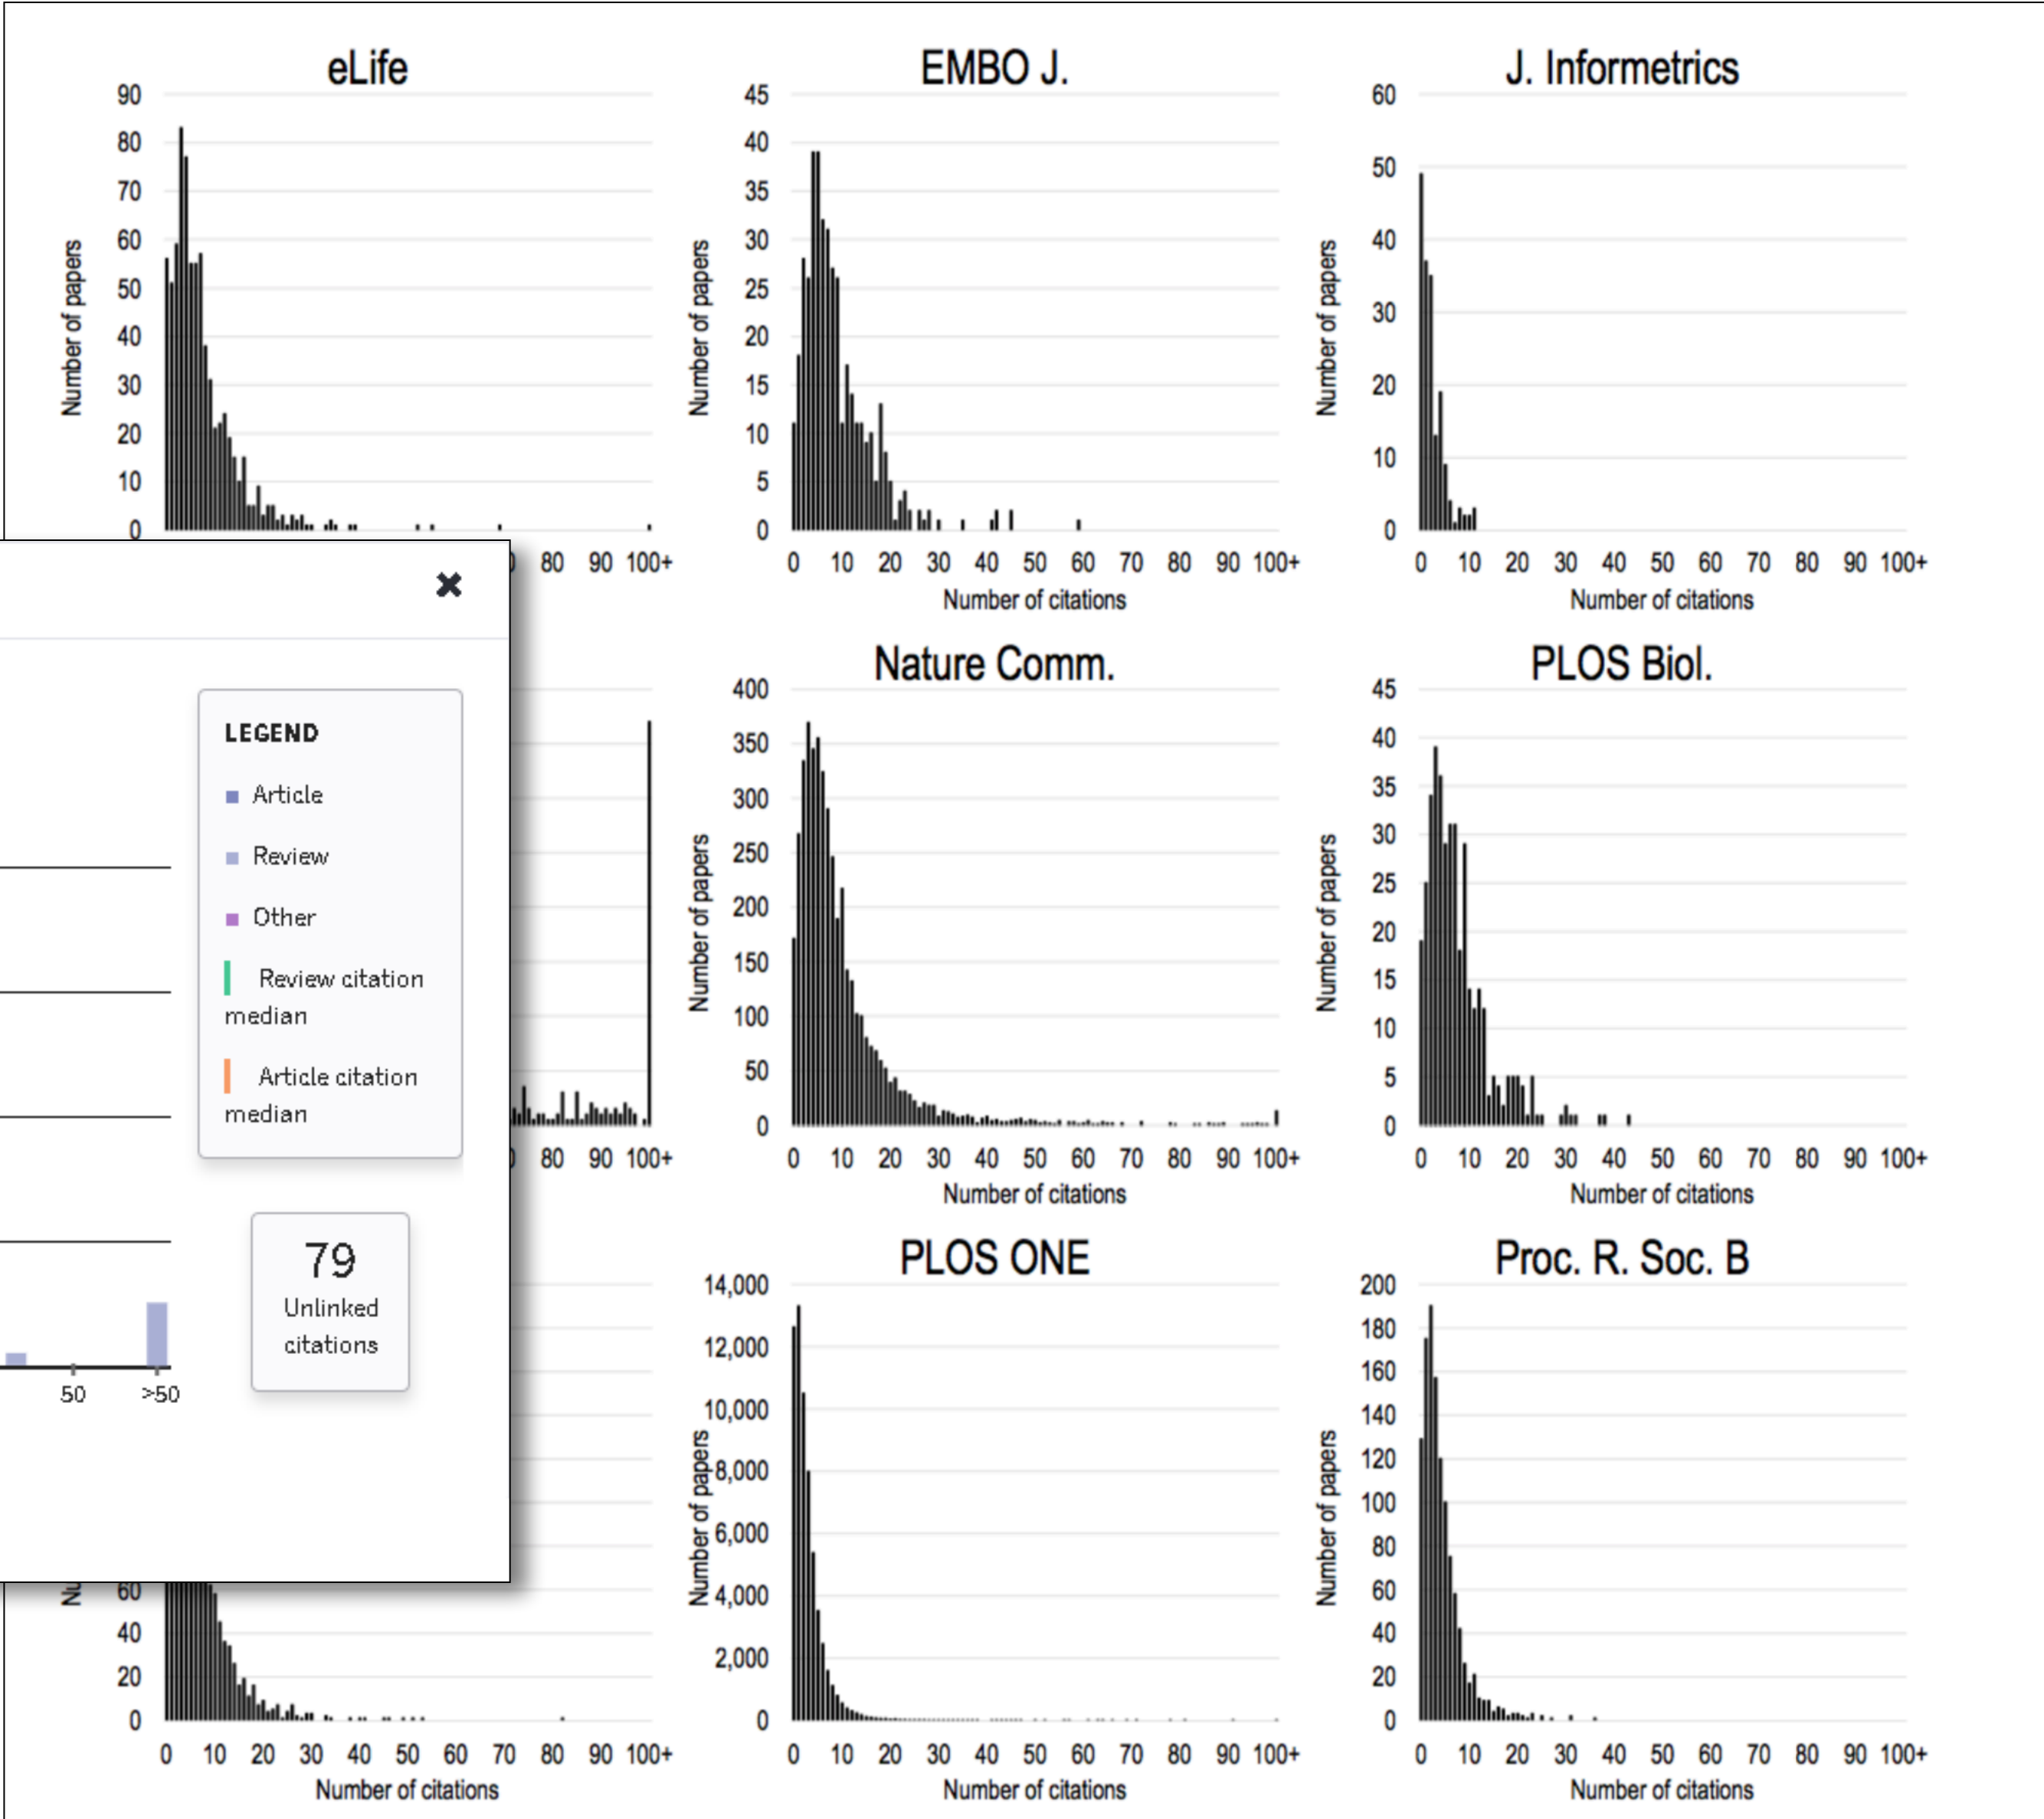 eLife
90
80
70
60
50
40
30
20
10
0
Number of papers
80 90 100+
EMBO J.
45
40
35
30
25
20
15
10
5
0
Number of papers
0 10 20 30 40 50 60 70 80 90 100+
Number of citations
J. Informetrics
60
50
40
30
20
10
0
Number of papers
0 10 20 30 40 50 60 70 80 90 100+
Number of citations
✖
LEGEND
Article
Review
Other
Review citation
median
Article citation
median
79
Unlinked
citations
50 >50
80 90 100+
Nature Comm.
400
350
300
250
200
150
100
50
0
Number of papers
0 10 20 30 40 50 60 70 80 90 100+
Number of citations
PLOS Biol.
45
40
35
30
25
20
15
10
5
0
Number of papers
0 10 20 30 40 50 60 70 80 90 100+
Number of citations
60
40
20
0
0 10 20 30 40 50 60 70 80 90 100+
Number of citations
PLOS ONE
14,000
12,000
10,000
8,000
6,000
4,000
2,000
0
Number of papers
0 10 20 30 40 50 60 70 80 90 100+
Number of citations
Proc. R. Soc. B
200
180
160
140
120
100
80
60
40
20
0
Number of papers
0 10 20 30 40 50 60 70 80 90 100+
Number of citations